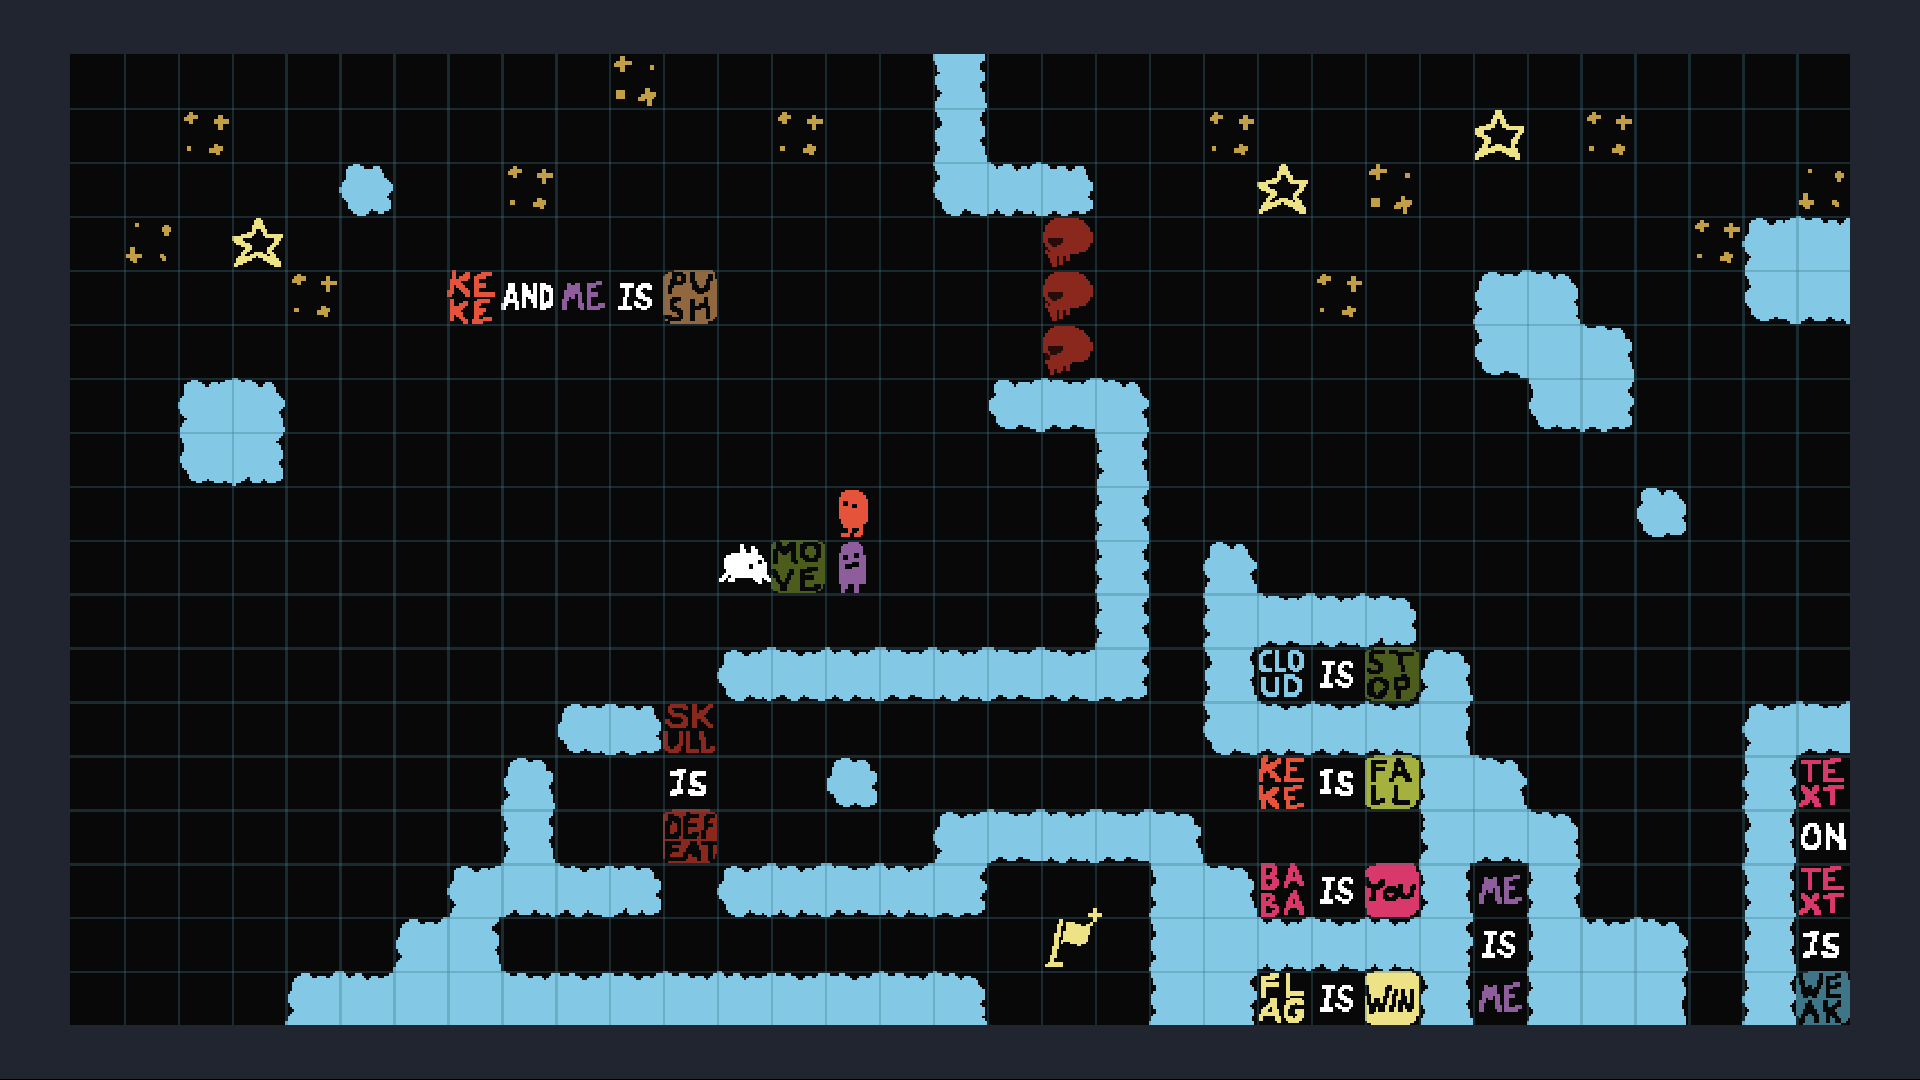 KEKE AND ME IS PUSH
MOVE
CLOUD IS STOP
SKULL
IS
DEFEAT
KEKE IS FALL
BABA IS YOU
FLAG IS WIN
ME
IS
ME
TEXT
ON
TEXT
IS
WEAK